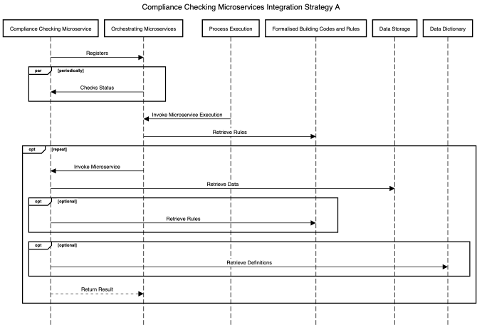 Compliance Checking Microservices Integration Strategy A
Compliance Checking Microservice
Orchestrating Microservices
Process Execution
Formalised Building Codes and Rules
Data Storage
Data Dictionary
Registers
par
[periodically]
Checks Status
Invoke Microservice Execution
Retrieve Rules
opt
[repeat]
Invoke Microservice
Retrieve Data
opt
[optional]
Retrieve Rules
opt
[optional]
Retrieve Definitions
Return Result